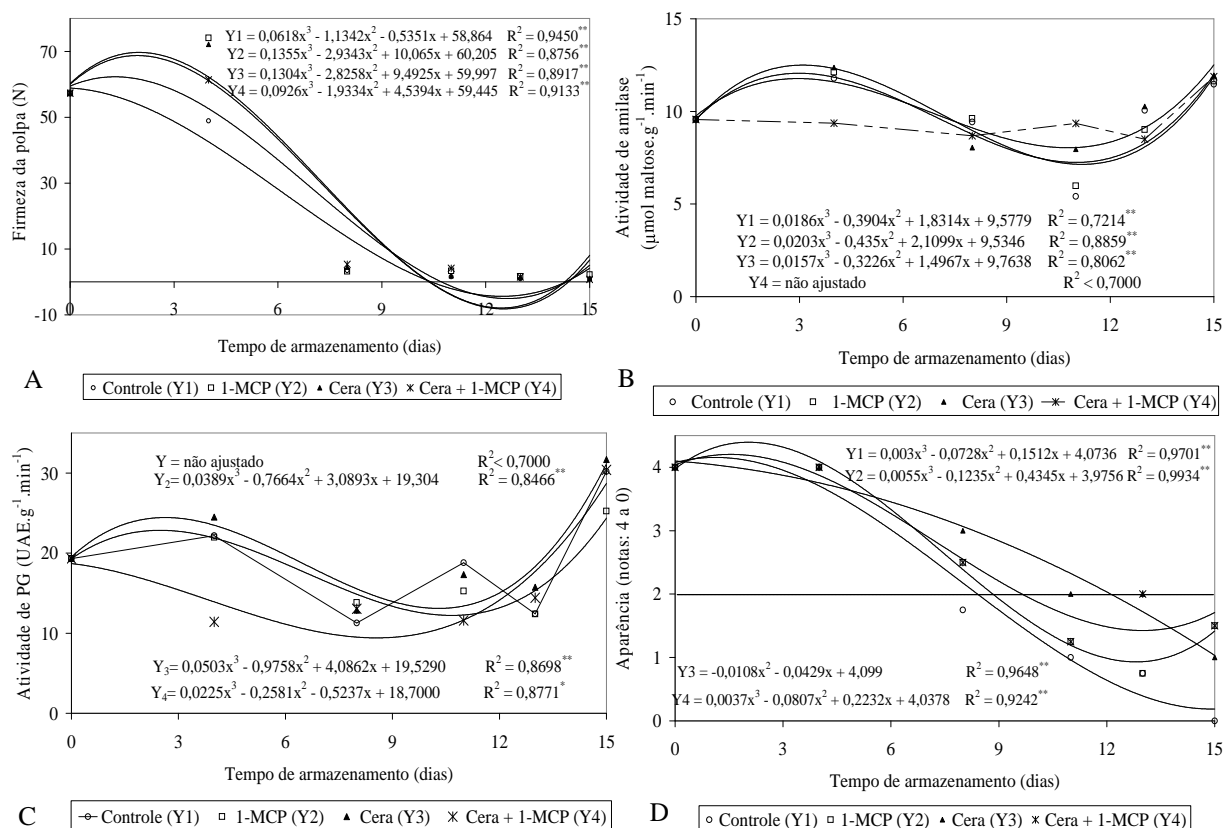 Firmeza da polpa (N)
70
50
30
10
-10
0
3
6
9
12
15
Y1 = 0,0618x³ - 1,1342x² - 0,5351x + 58,864 R² = 0,9450**
Y2 = 0,1355x³ - 2,9343x² + 10,065x + 60,205 R² = 0,8756**
Y3 = 0,1304x³ - 2,8258x² + 9,4925x + 59,997 R² = 0,8917**
Y4 = 0,0926x³ - 1,9334x² + 4,5394x + 59,445 R² = 0,9133**
Tempo de armazenamento (dias)
A
Controle (Y1) 1-MCP (Y2) Cera (Y3) Cera + 1-MCP (Y4)
Atividade de amilase
(µmol maltose.g⁻¹.min⁻¹)
15
10
5
0
0 3 6 9 12 15
Y1 = 0,0186x³ - 0,3904x² + 1,8314x + 9,5779 R² = 0,7214**
Y2 = 0,0203x³ - 0,435x² + 2,1099x + 9,5346 R² = 0,8859**
Y3 = 0,0157x³ - 0,3226x² + 1,4967x + 9,7638 R² = 0,8062**
Y4 = não ajustado R² < 0,7000
Tempo de armazenamento (dias)
B
Controle (Y1) 1-MCP (Y2) Cera (Y3) Cera + 1-MCP (Y4)
Atividade de PG (UAE.g⁻¹.min⁻¹)
30
20
10
0
0 3 6 9 12 15
Y = não ajustado R² < 0,7000
Y₂ = 0,0389x³ - 0,7664x² + 3,0893x + 19,304 R² = 0,8466**
Y₃ = 0,0503x³ - 0,9758x² + 4,0862x + 19,5290 R² = 0,8698**
Y₄ = 0,0225x³ - 0,2581x² - 0,5237x + 18,7000 R² = 0,8771*
Tempo de armazenamento (dias)
C
Controle (Y1) 1-MCP (Y2) Cera (Y3) Cera + 1-MCP (Y4)
Aparência (notas: 4 a 0)
4
3
2
1
0
0 3 6 9 12 15
Y1 = 0,003x³ - 0,0728x² + 0,1512x + 4,0736 R² = 0,9701**
Y2 = 0,0055x³ - 0,1235x² + 0,4345x + 3,9756 R² = 0,9934**
Y3 = -0,0108x² - 0,0429x + 4,099 R² = 0,9648**
Y4 = 0,0037x³ - 0,0807x² + 0,2232x + 4,0378 R² = 0,9242**
Tempo de armazenamento (dias)
D
Controle (Y1) 1-MCP (Y2) Cera (Y3) Cera + 1-MCP (Y4)